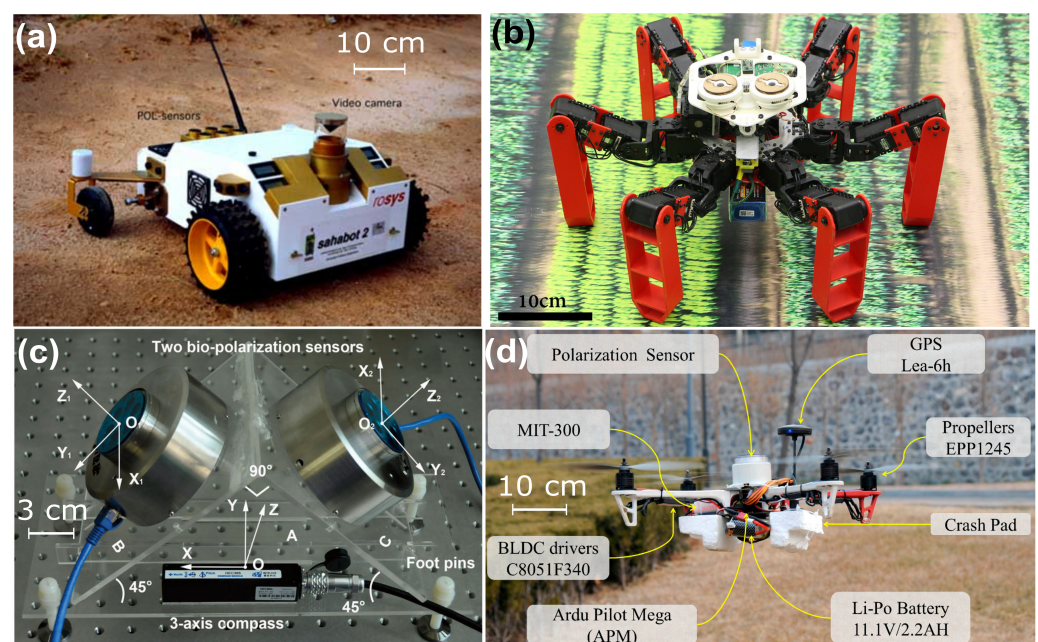 (a)
10 cm
Video camera
POL-sensors
rosys
sahabot 2
(b)
10cm
(c)
Two bio-polarization sensors
X₂
Z₁
Z₂
O₁
O₂
Y₁
Y₂
X₁
90°
3 cm
Y
Z
A
B
C
X
O
Foot pins
45°
45°
3-axis compass
(d)
Polarization Sensor
GPS
Lea-6h
MIT-300
Propellers
EPP1245
10 cm
Crash Pad
BLDC drivers
C8051F340
Ardu Pilot Mega
(APM)
Li-Po Battery
11.1V/2.2AH